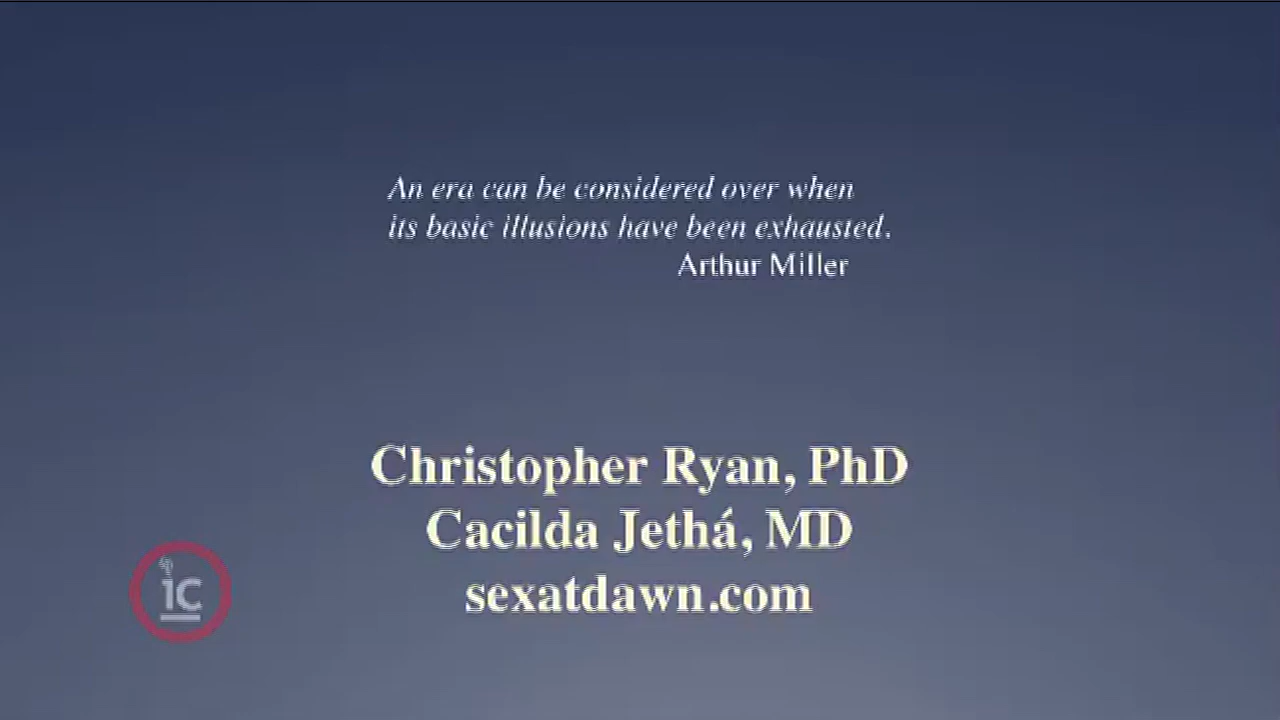 An era can be considered over when
its basic illusions have been exhausted.
Arthur Miller
Christopher Ryan, PhD
Cacilda Jethá, MD
sexatdawn.com
ic